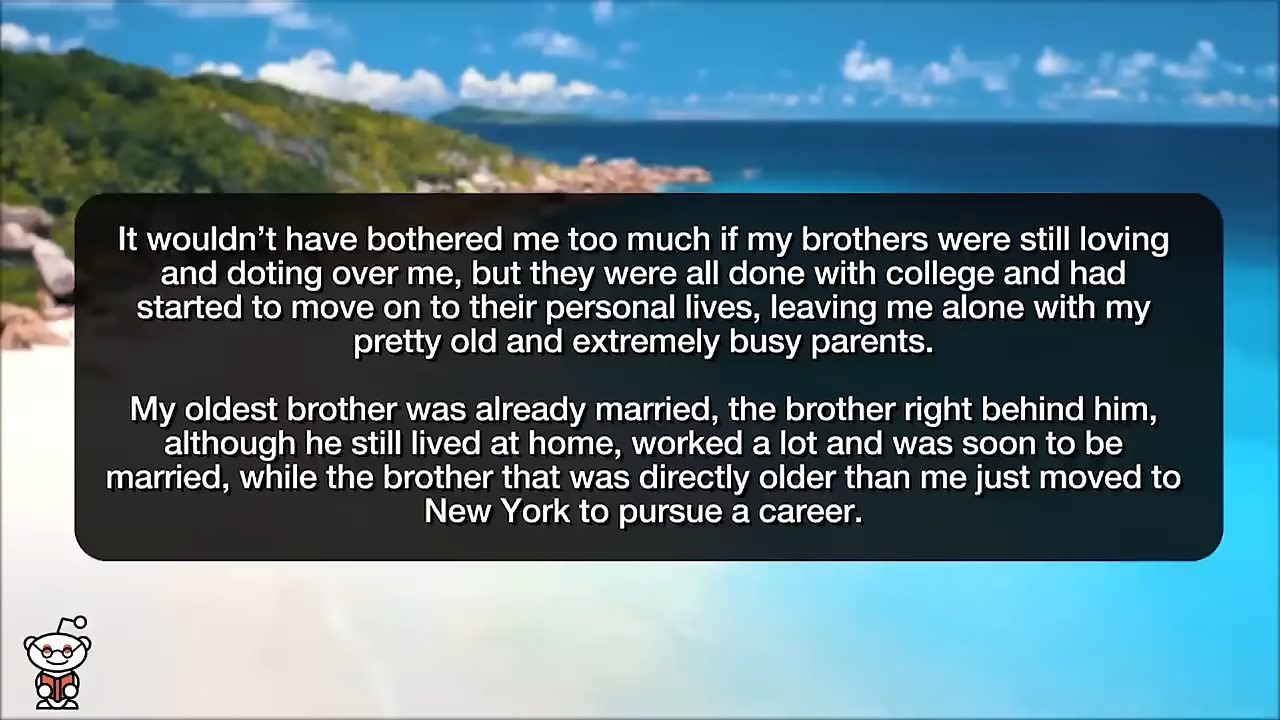 It wouldn’t have bothered me too much if my brothers were still loving
and doting over me, but they were all done with college and had
started to move on to their personal lives, leaving me alone with my
pretty old and extremely busy parents.
My oldest brother was already married, the brother right behind him,
although he still lived at home, worked a lot and was soon to be
married, while the brother that was directly older than me just moved to
New York to pursue a career.